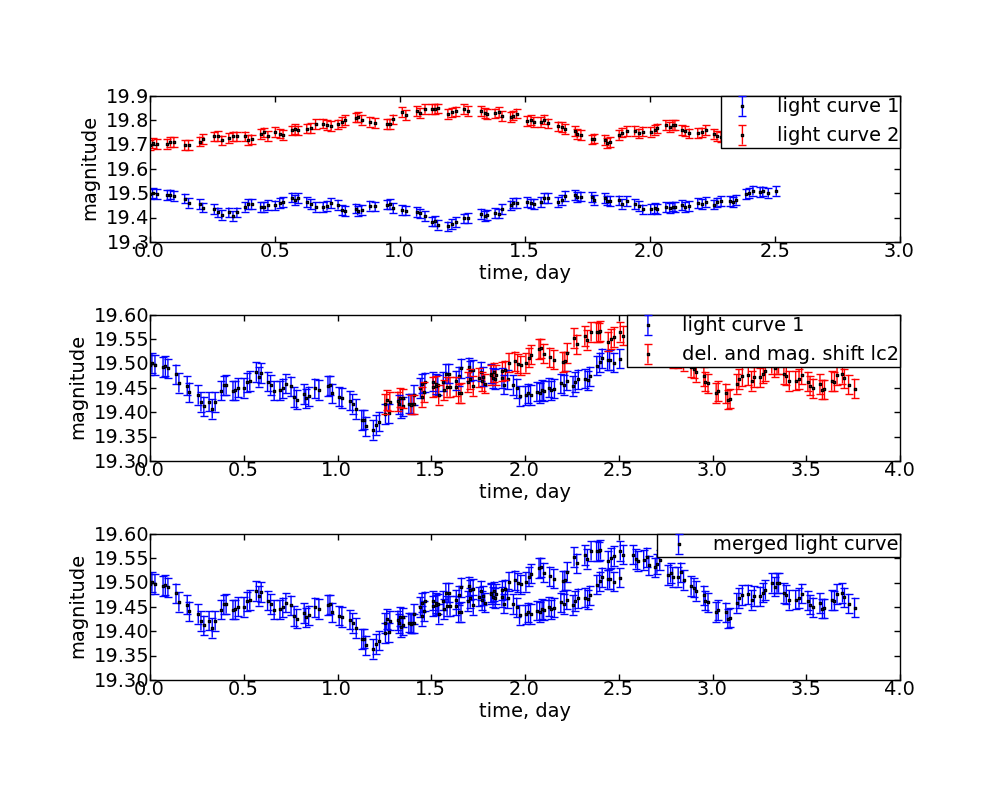 19.9
19.8
19.7
19.6
19.5
19.4
19.3
magnitude
light curve 1
light curve 2
0.0 0.5 1.0 1.5 2.0 2.5 3.0
time, day
19.60
19.55
19.50
19.45
19.40
19.35
19.30
magnitude
light curve 1
del. and mag. shift lc2
0.0 0.5 1.0 1.5 2.0 2.5 3.0 3.5 4.0
time, day
19.60
19.55
19.50
19.45
19.40
19.35
19.30
magnitude
merged light curve
0.0 0.5 1.0 1.5 2.0 2.5 3.0 3.5 4.0
time, day